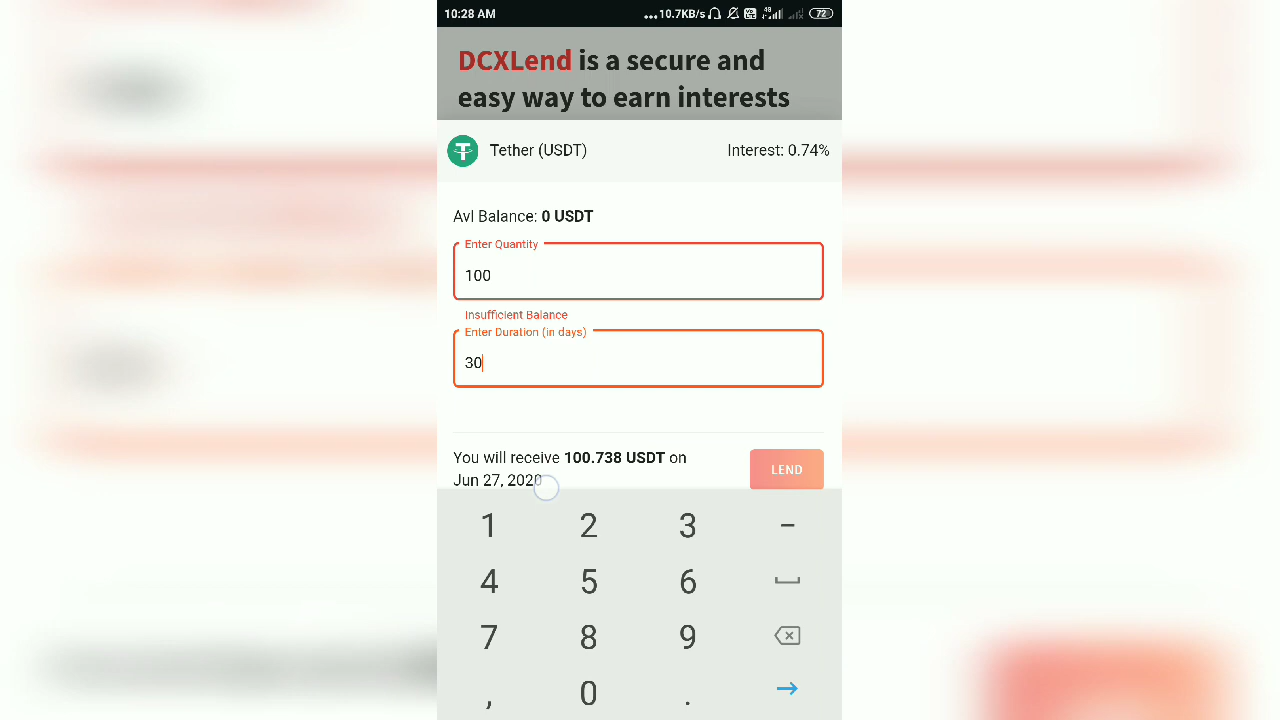 10:28 AM
...10.7KB/s 4G 72
DCXLend is a secure and
easy way to earn interests
Tether (USDT) Interest: 0.74%
Avl Balance: 0 USDT
Enter Quantity
100
Insufficient Balance
Enter Duration (in days)
30
You will receive 100.738 USDT on
Jun 27, 2020
LEND
1 2 3 −
4 5 6
7 8 9
, 0 .